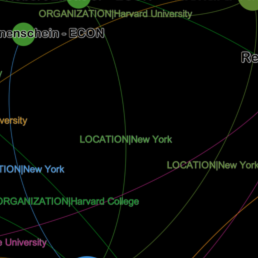 ORGANIZATION|Harvard University
nenschein - ECON
Re
versity
LOCATION|New York
LOCATION|New York
TION|New York
ORGANIZATION|Harvard College
e University